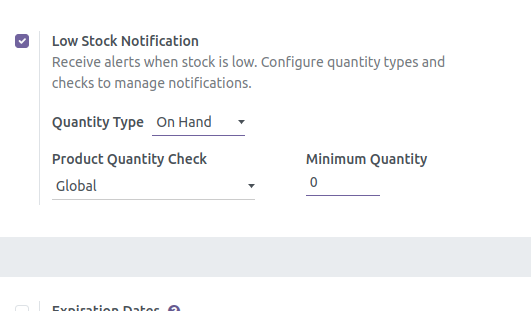 Low Stock Notification
Receive alerts when stock is low. Configure quantity types and
checks to manage notifications.
Quantity Type On Hand
Product Quantity Check Minimum Quantity
Global 0
Expiration Dates ?